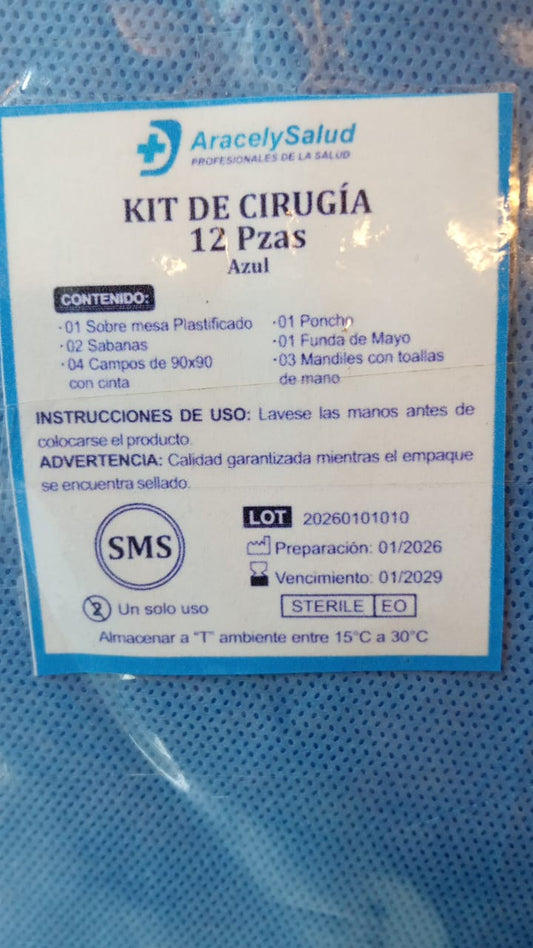 AracelySalud
PROFESIONALES DE LA SALUD
KIT DE CIRUGÍA
12 Pzas
Azul
CONTENIDO:
·01 Sobre mesa Plastificado
·02 Sabanas
·04 Campos de 90x90
con cinta
·01 Poncho
·01 Funda de Mayo
·03 Mandiles con toallas
de mano
INSTRUCCIONES DE USO: Lavese las manos antes de
colocarse el producto.
ADVERTENCIA: Calidad garantizada mientras el empaque
se encuentra sellado.
SMS
LOT 20260101010
Preparación: 01/2026
Vencimiento: 01/2029
2 Un solo uso
STERILE EO
Almacenar a "T" ambiente entre 15°C a 30°C